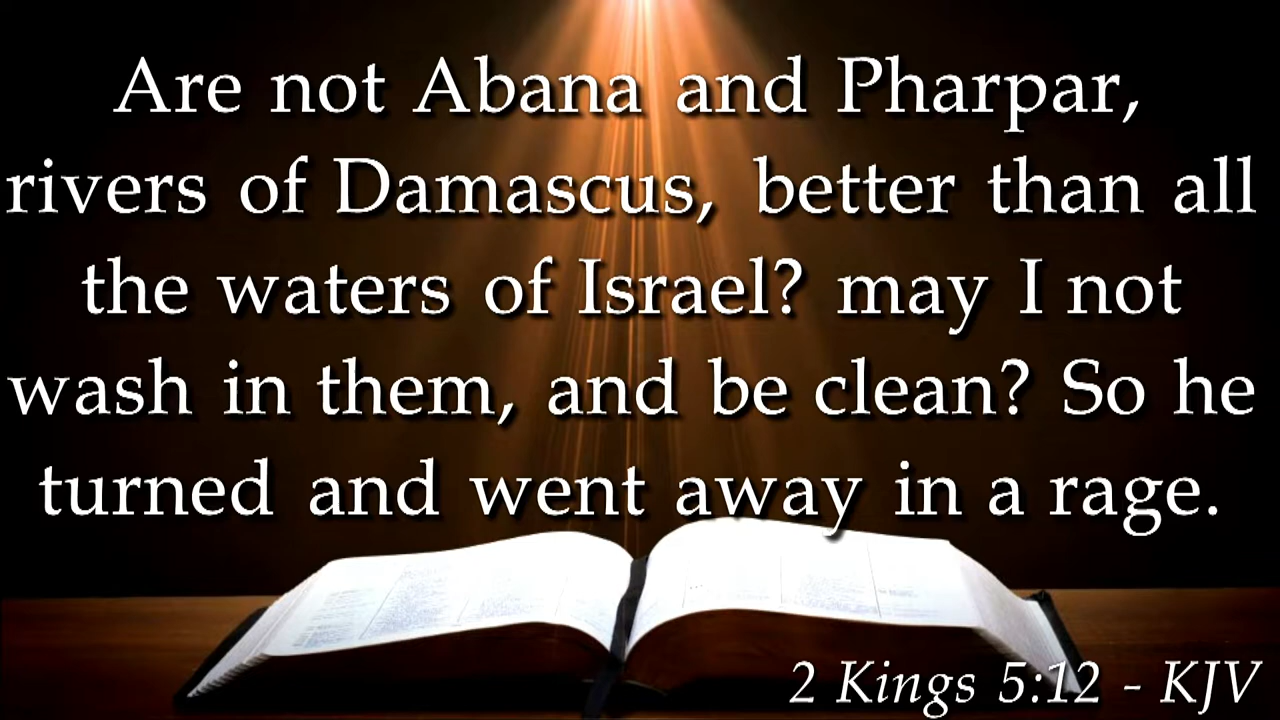 Are not Abana and Pharpar,
rivers of Damascus, better than all
the waters of Israel? may I not
wash in them, and be clean? So he
turned and went away in a rage.
2 Kings 5:12 - KJV